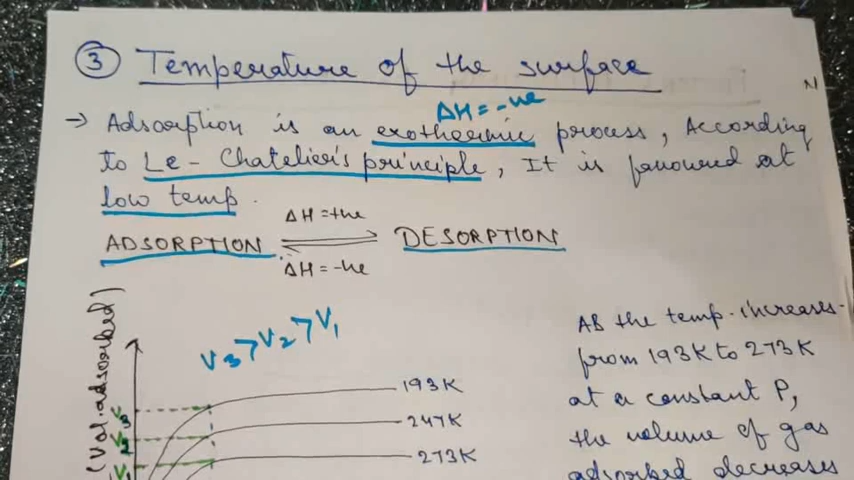 ③ Temperature of the surface
ΔH = -ve
→ Adsorption is an exothermic process, According
to Le-Chatelier's principle, It is favoured at
low temp.
ΔH = +ve
ADSORPTION ⇌ DESORPTION
ΔH = -ve
(Vol. adsorbed)
V3 > V2 > V1
193K
247K
273K
V3
V2
V
As the temp. increases
from 193K to 273K
at a constant P,
the volume of gas
adsorbed decreases